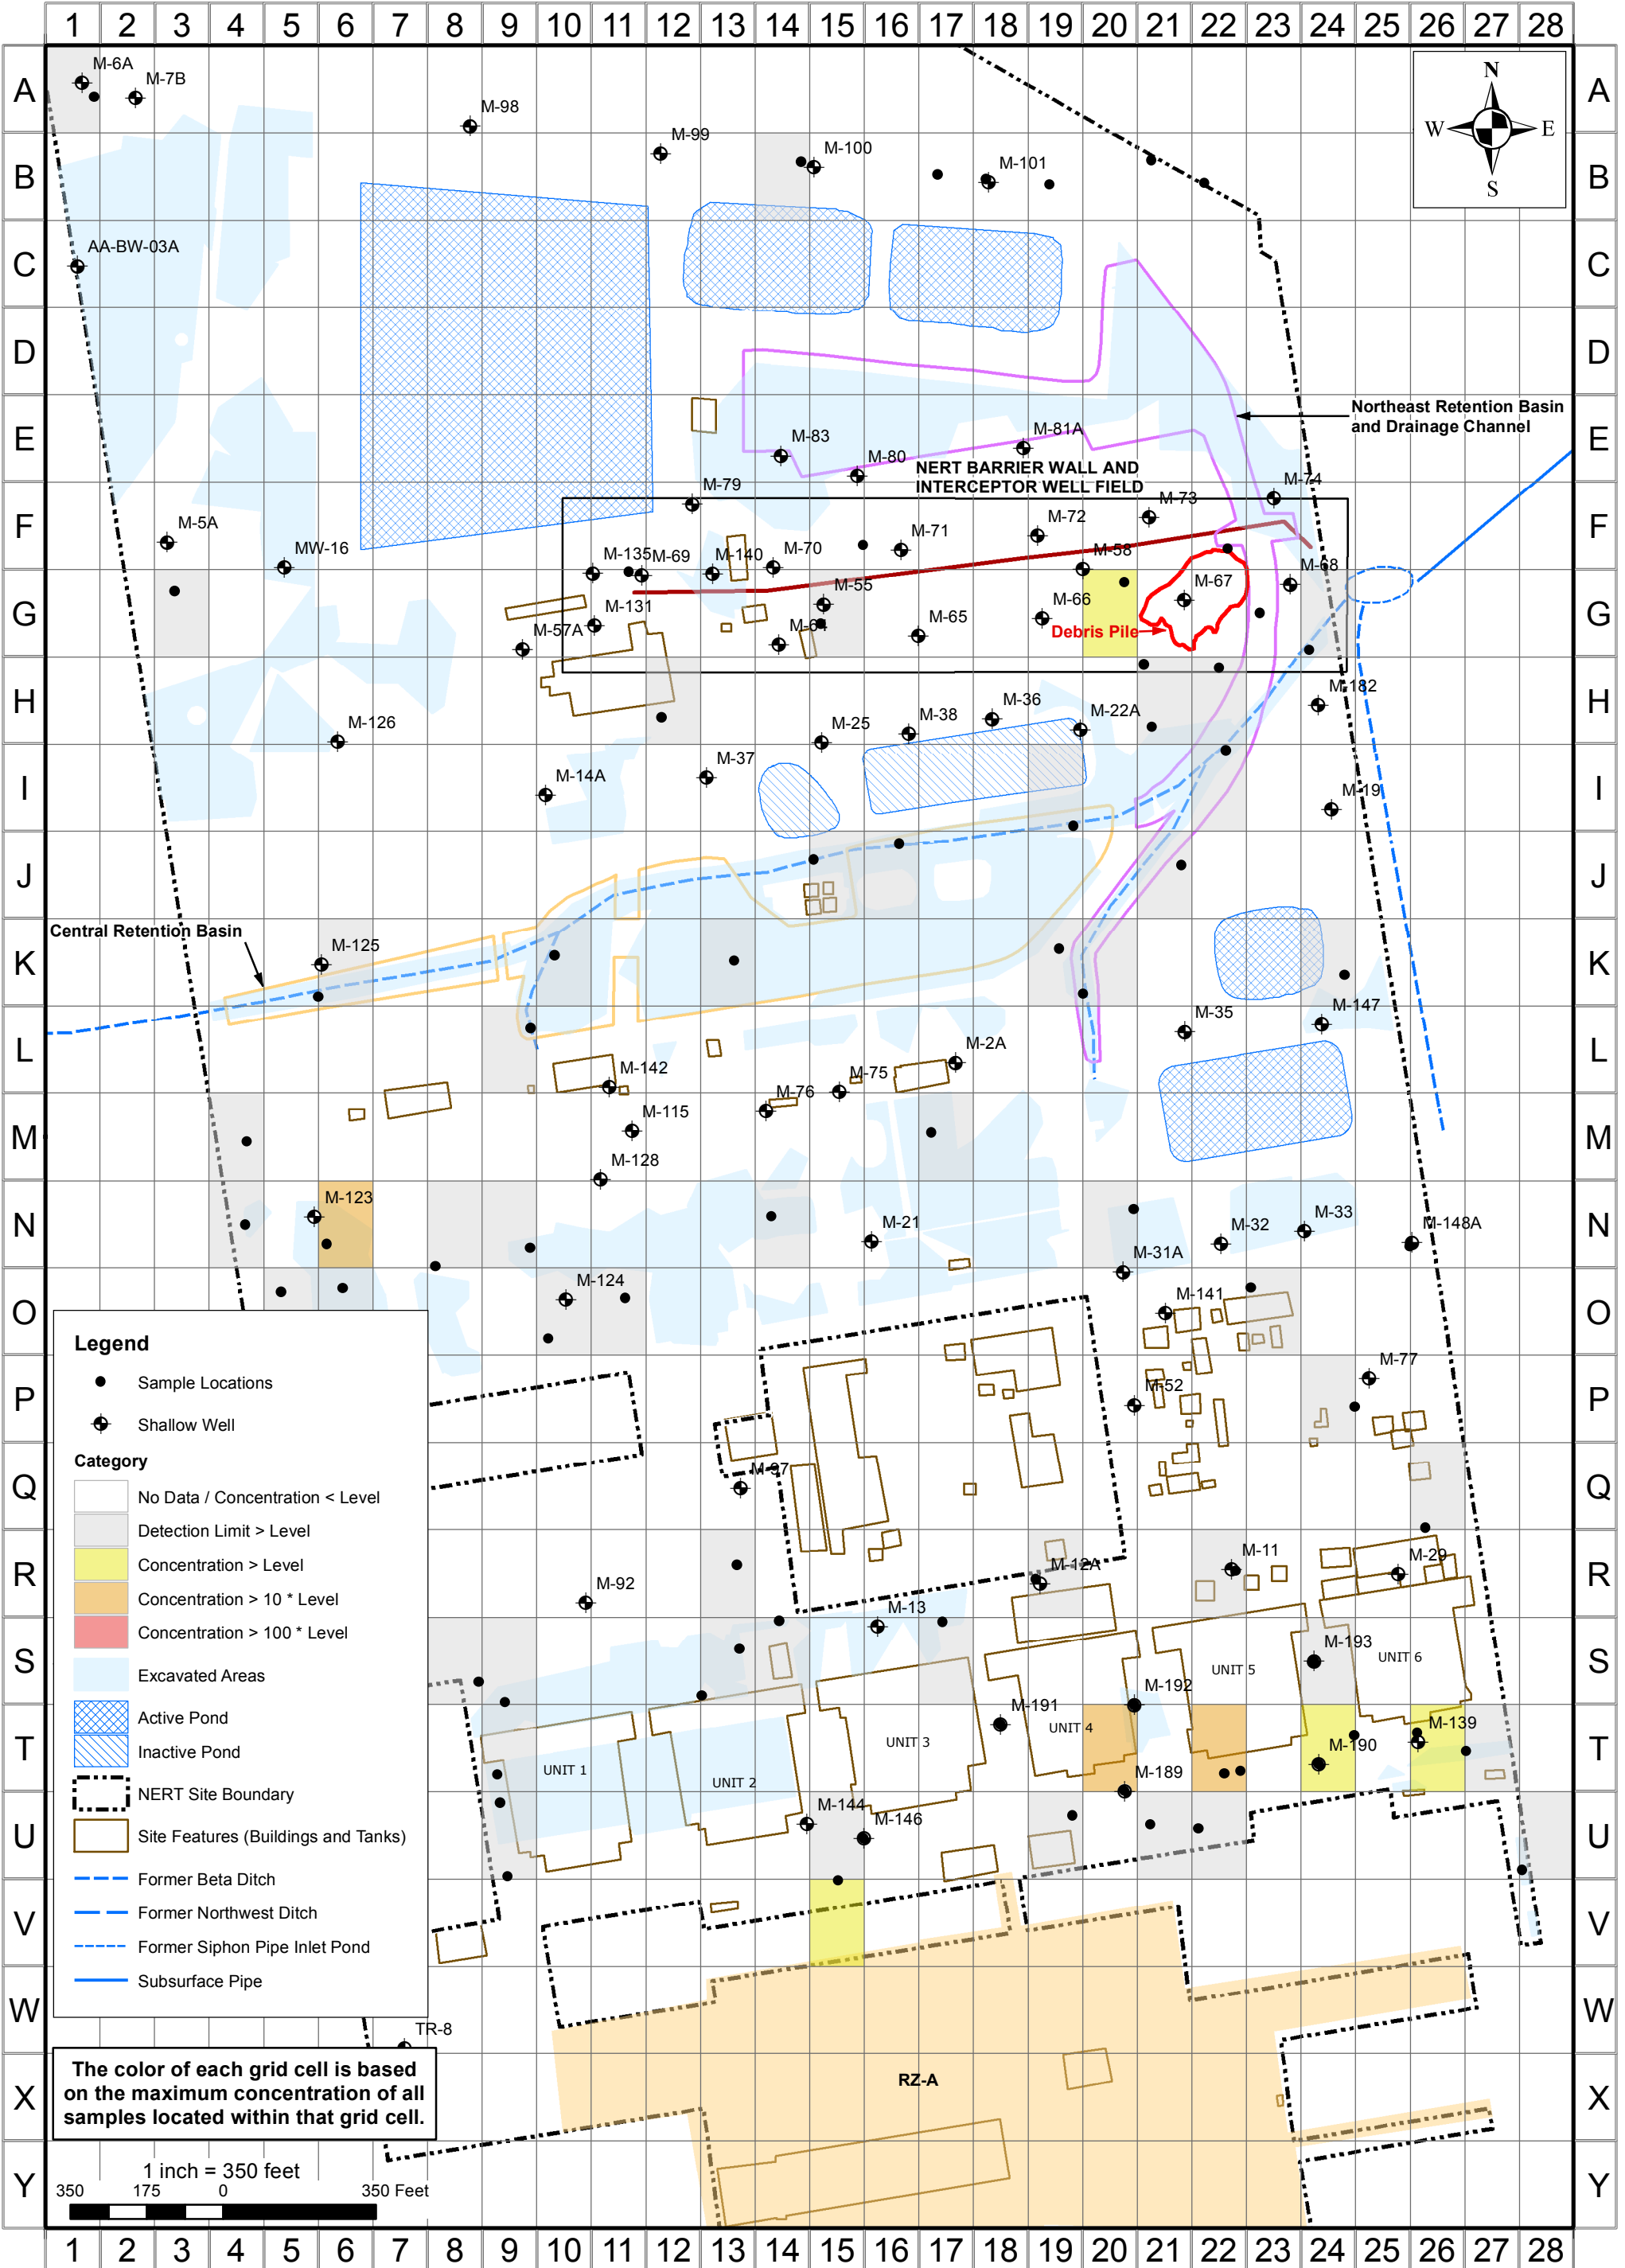 1 2 3 4 5 6 7 8 9 10 11 12 13 14 15 16 17 18 19 20 21 22 23 24 25 26 27 28
A A
M-6A
M-7B
M-98
N
W E
S
M-99
B B
M-100
M-101
C C
AA-BW-03A
D D
Northeast Retention Basin
and Drainage Channel
E E
M-83
M-81A
M-80
NERT BARRIER WALL AND
INTERCEPTOR WELL FIELD
M-79
M-74
M-73
F F
M-5A
M-72
M-71
MW-16
M-135
M-69
M-140
M-70
M-58
M-68
M-67
M-55
G G
M-131
M-66
M-65
M-57A
M-64
Debris Pile
H H
M-182
M-126
M-25
M-38
M-36
M-22A
M-37
I I
M-14A
M-19
J J
Central Retention Basin
K K
M-125
M-147
M-35
L L
M-2A
M-142
M-75
M-76
M-115
M M
M-128
N N
M-123
M-21
M-32
M-33
M-148A
M-31A
O O
M-124
M-141
Legend
Sample Locations
Shallow Well
Category
No Data / Concentration < Level
Detection Limit > Level
Concentration > Level
Concentration > 10 * Level
Concentration > 100 * Level
Excavated Areas
Active Pond
Inactive Pond
NERT Site Boundary
Site Features (Buildings and Tanks)
Former Beta Ditch
Former Northwest Ditch
Former Siphon Pipe Inlet Pond
Subsurface Pipe
M-77
P P
M-52
Q Q
M-97
R R
M-11
M-29
M-12A
M-92
M-13
S S
M-193
UNIT 5
UNIT 6
M-192
M-191
T T
UNIT 4
M-139
UNIT 3
M-190
UNIT 1
UNIT 2
M-189
M-144
M-146
U U
V V
W W
TR-8
The color of each grid cell is based
on the maximum concentration of all
samples located within that grid cell.
X X
RZ-A
1 inch = 350 feet
350 175 0 350 Feet
Y Y
1 2 3 4 5 6 7 8 9 10 11 12 13 14 15 16 17 18 19 20 21 22 23 24 25 26 27 28